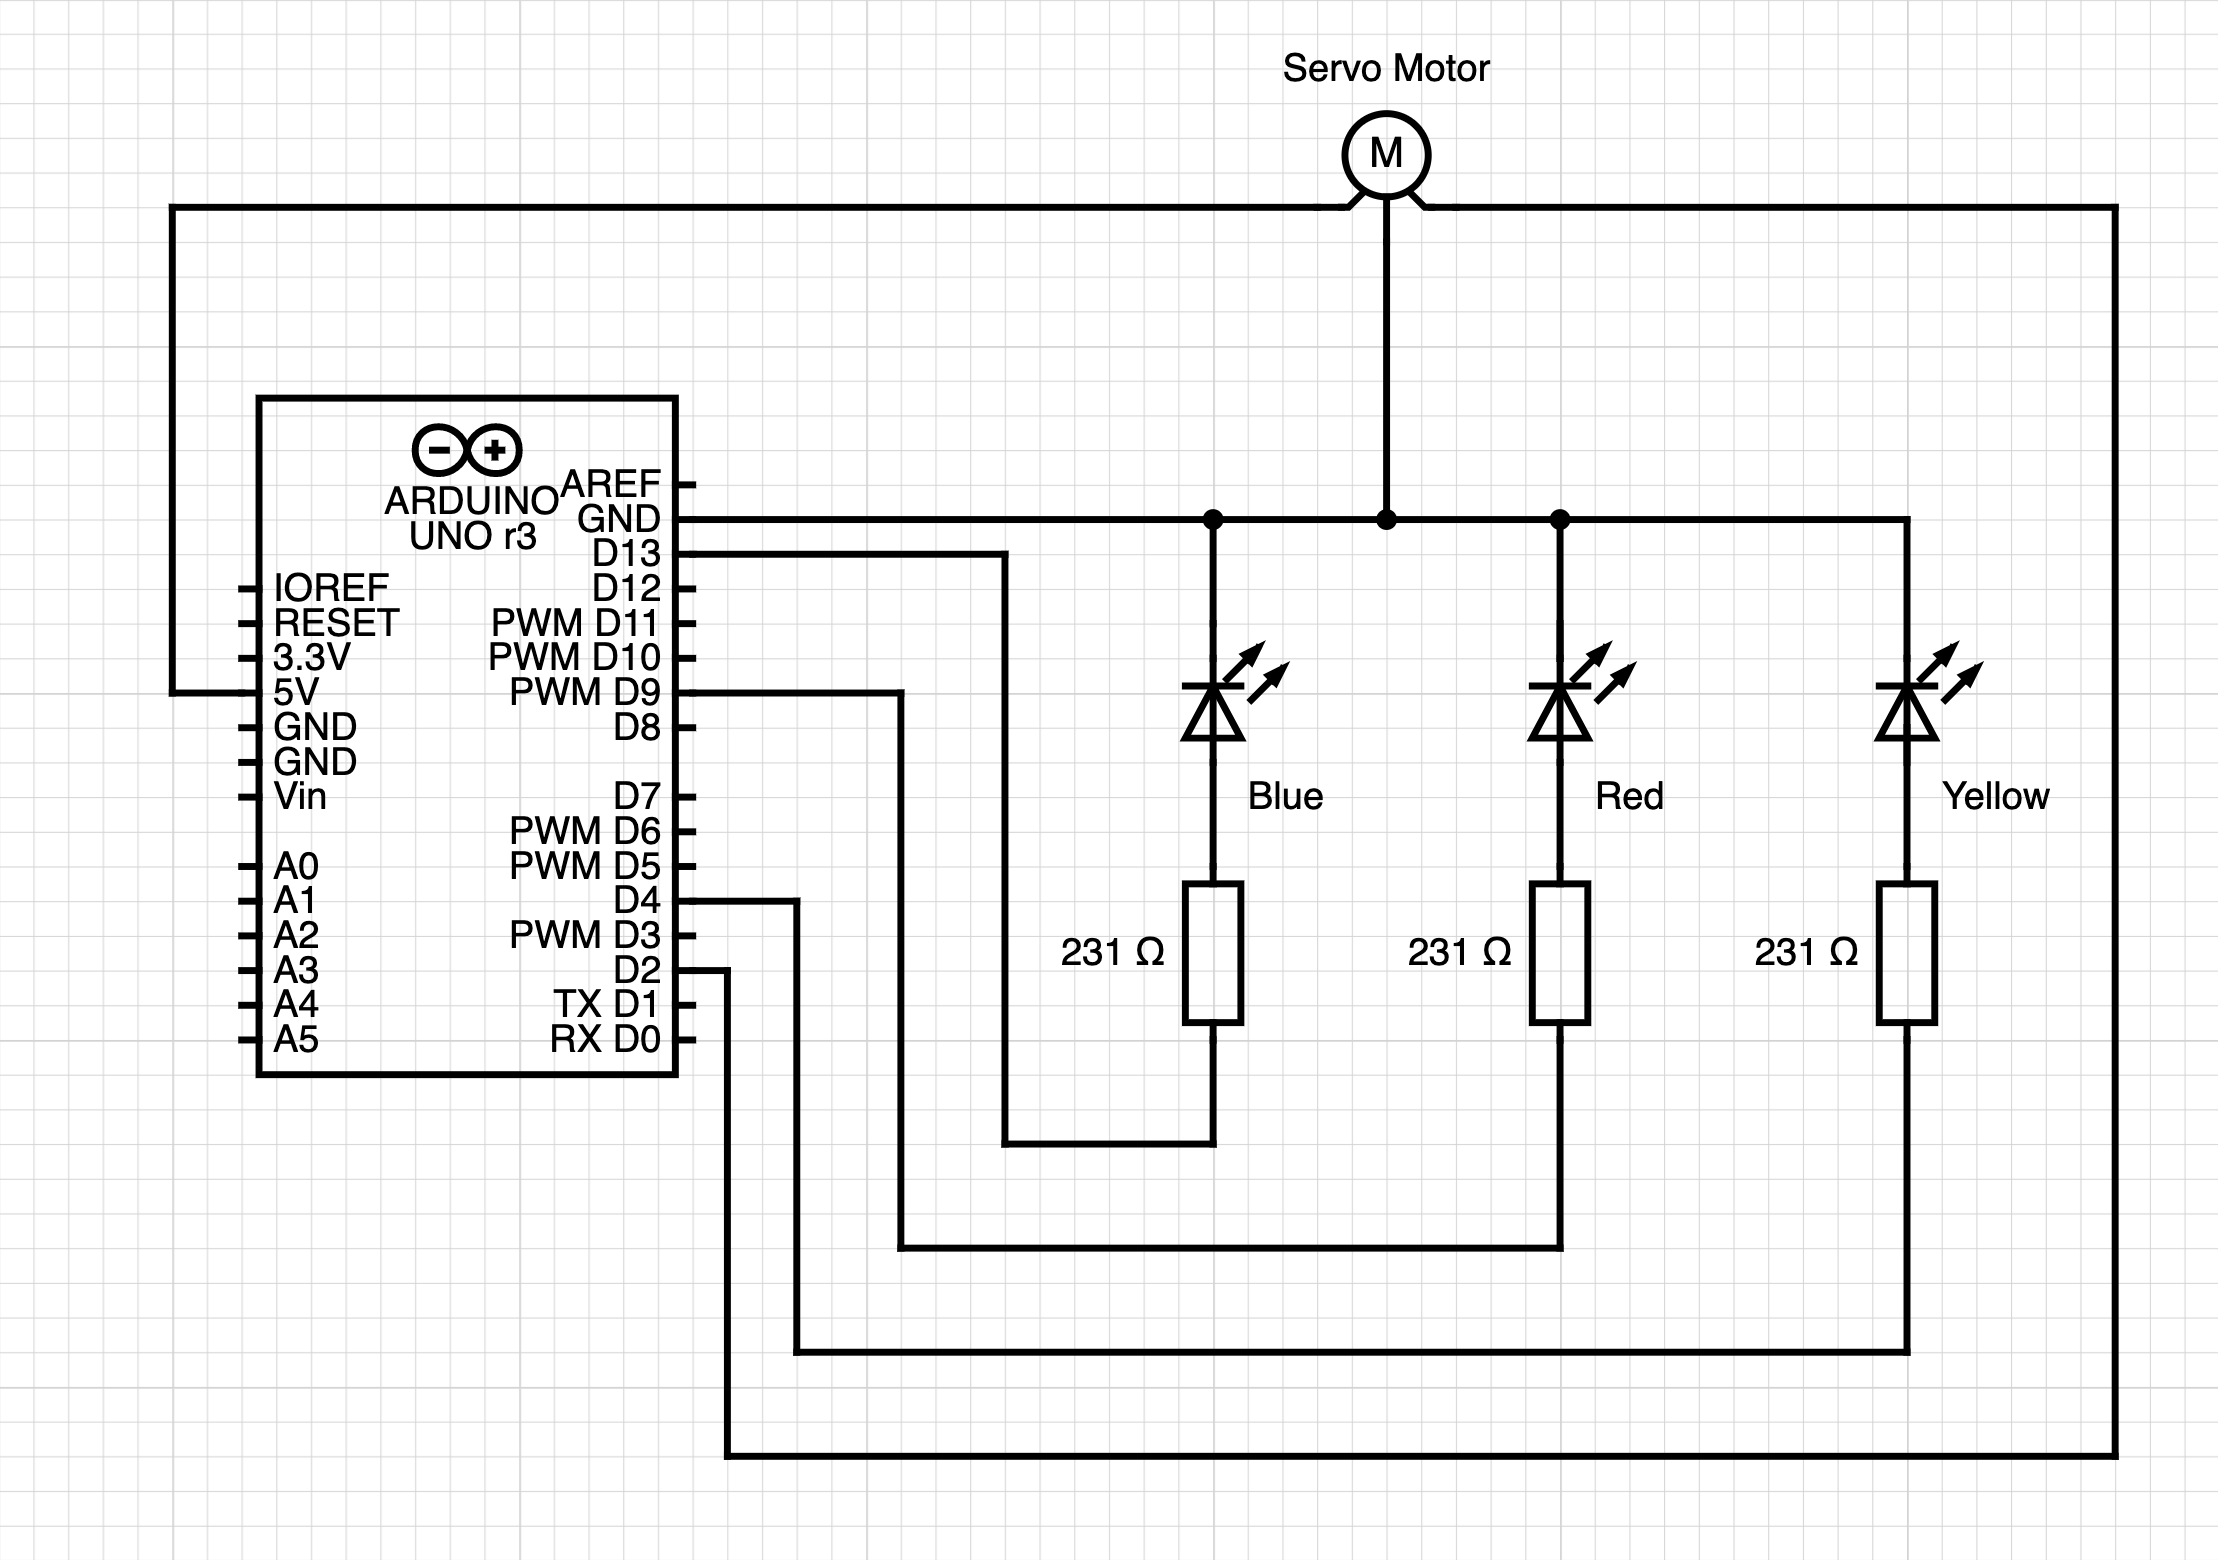 Servo Motor
M
ARDUINO
UNO r3
AREF
GND
D13
D12
PWM D11
PWM D10
PWM D9
D8
D7
PWM D6
PWM D5
D4
PWM D3
D2
TX D1
RX D0
IOREF
RESET
3.3V
5V
GND
GND
Vin
A0
A1
A2
A3
A4
A5
Blue
Red
Yellow
231 Ω
231 Ω
231 Ω